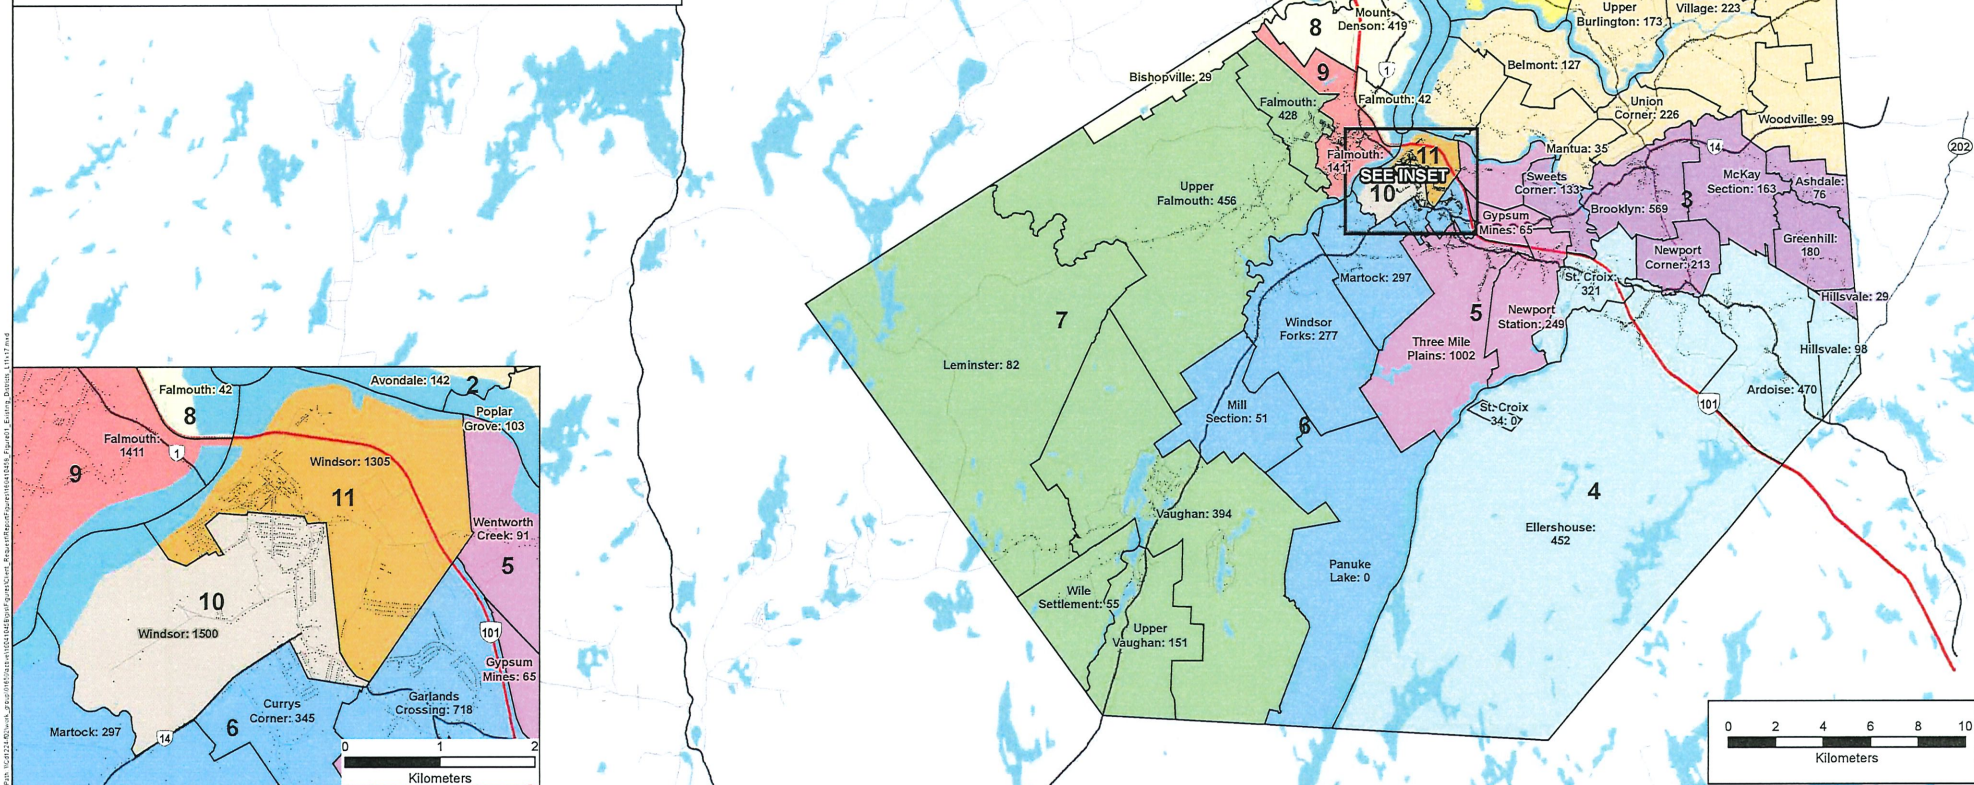 Mount
Denson: 419
8
Upper
Burlington: 173
Village: 223
Bishopville: 29
9
1
Belmont: 127
Falmouth:
428
Falmouth: 42
Union
Corner: 226
Woodville: 99
14
202
Falmouth:
1411
11
SEE INSET
10
Mantua: 35
Sweets
Corner: 133
McKay
Section: 163
Ashdale:
76
3
Brooklyn: 569
Upper
Falmouth: 456
Gypsum
Mines: 65
Greenhill:
180
Newport
Corner: 213
Martock: 297
St. Croix:
321
Hillsvale: 29
7
5
Newport
Station: 249
Windsor
Forks: 277
Three Mile
Plains: 1002
Hillsvale: 98
Leminster: 82
Ardoise: 470
101
Mill
Section: 51
6
St. Croix
34: 0
4
Vaughan: 394
Ellershouse:
452
Panuke
Lake: 0
Wile
Settlement: 55
Upper
Vaughan: 151
0 2 4 6 8 10
Kilometers
Falmouth: 42
8
Avondale: 142
2
Poplar
Grove: 103
Falmouth:
1411
1
9
Windsor: 1305
11
Wentworth
Creek: 91
5
10
Windsor: 1500
101
Gypsum
Mines: 65
Currys
Corner: 345
Garlands
Crossing: 718
6
Martock: 297
14
0 1 2
Kilometers